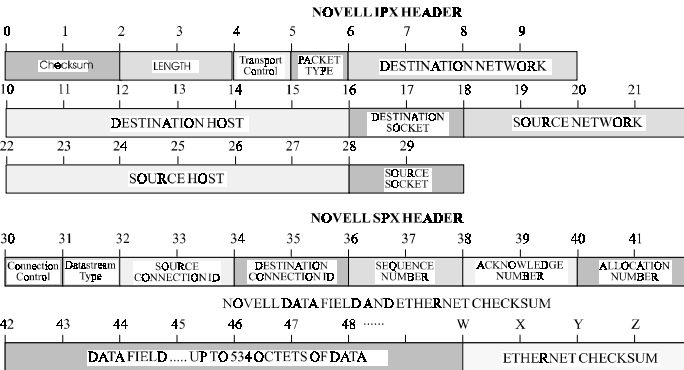 NOVELL IPX HEADER
0 1 2 3 4 5 6 7 8 9
Checksum LENGTH Transport Control PACKET TYPE DESTINATION NETWORK
10 11 12 13 14 15 16 17 18 19 20 21
DESTINATION HOST DESTINATION SOCKET SOURCE NETWORK
22 23 24 25 26 27 28 29
SOURCE HOST SOURCE SOCKET
NOVELL SPX HEADER
30 31 32 33 34 35 36 37 38 39 40 41
Connection Control Datastream Type SOURCE CONNECTION ID DESTINATION CONNECTION ID SEQUENCE NUMBER ACKNOWLEDGE NUMBER ALLOCATION NUMBER
NOVELL DATA FIELD AND ETHERNET CHECKSUM
42 43 44 45 46 47 48 ...... W X Y Z
DATA FIELD ..... UP TO 534 OCTETS OF DATA ETHERNET CHECKSUM